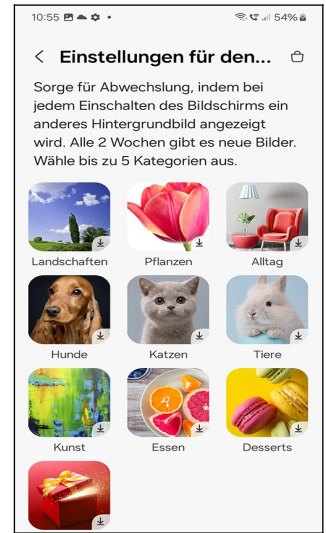 10:55 54%
Einstellungen für den...
Sorge für Abwechslung, indem bei
jedem Einschalten des Bildschirms ein
anderes Hintergrundbild angezeigt
wird. Alle 2 Wochen gibt es neue Bilder.
Wähle bis zu 5 Kategorien aus.
Landschaften Pflanzen Alltag
Hunde Katzen Tiere
Kunst Essen Desserts